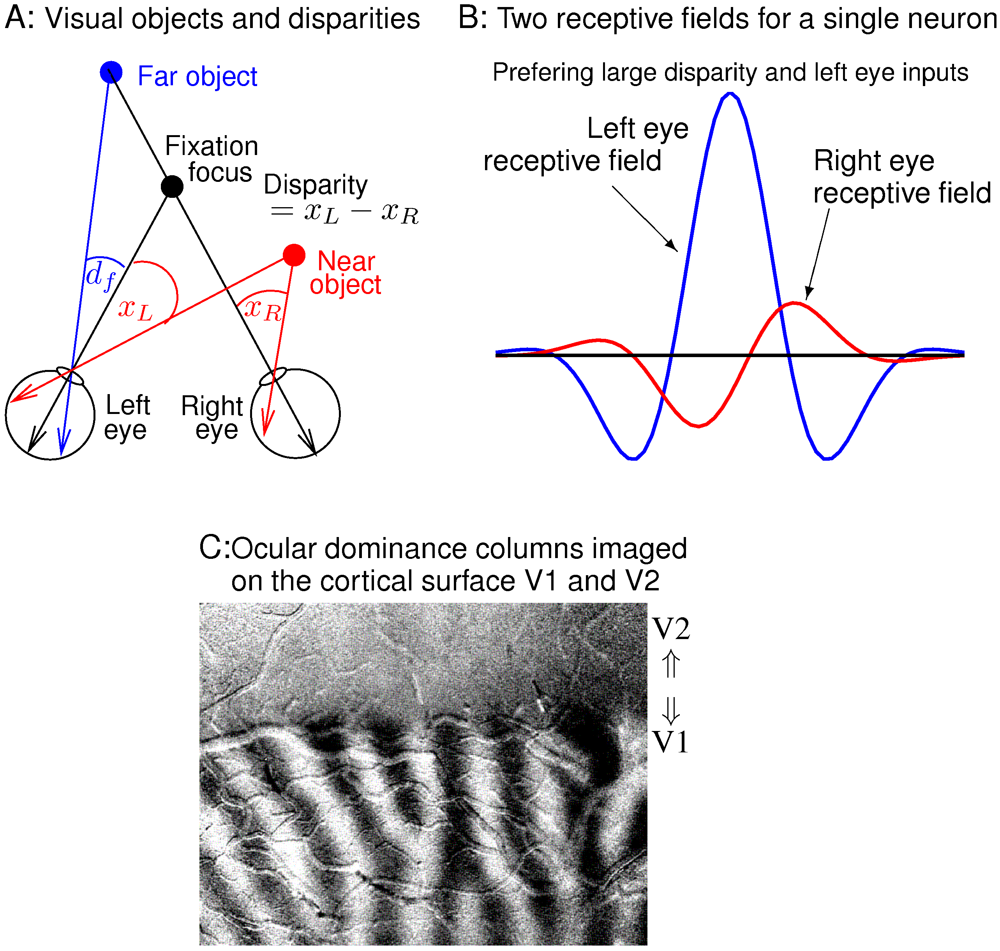 A: Visual objects and disparities
Far object
Fixation
focus
Disparity
= x_L − x_R
Near
object
d_f
x_L
x_R
Left
eye
Right
eye
B: Two receptive fields for a single neuron
Prefering large disparity and left eye inputs
Left eye
receptive field
Right eye
receptive field
C:Ocular dominance columns imaged
on the cortical surface V1 and V2
V2
⇑
⇓
V1